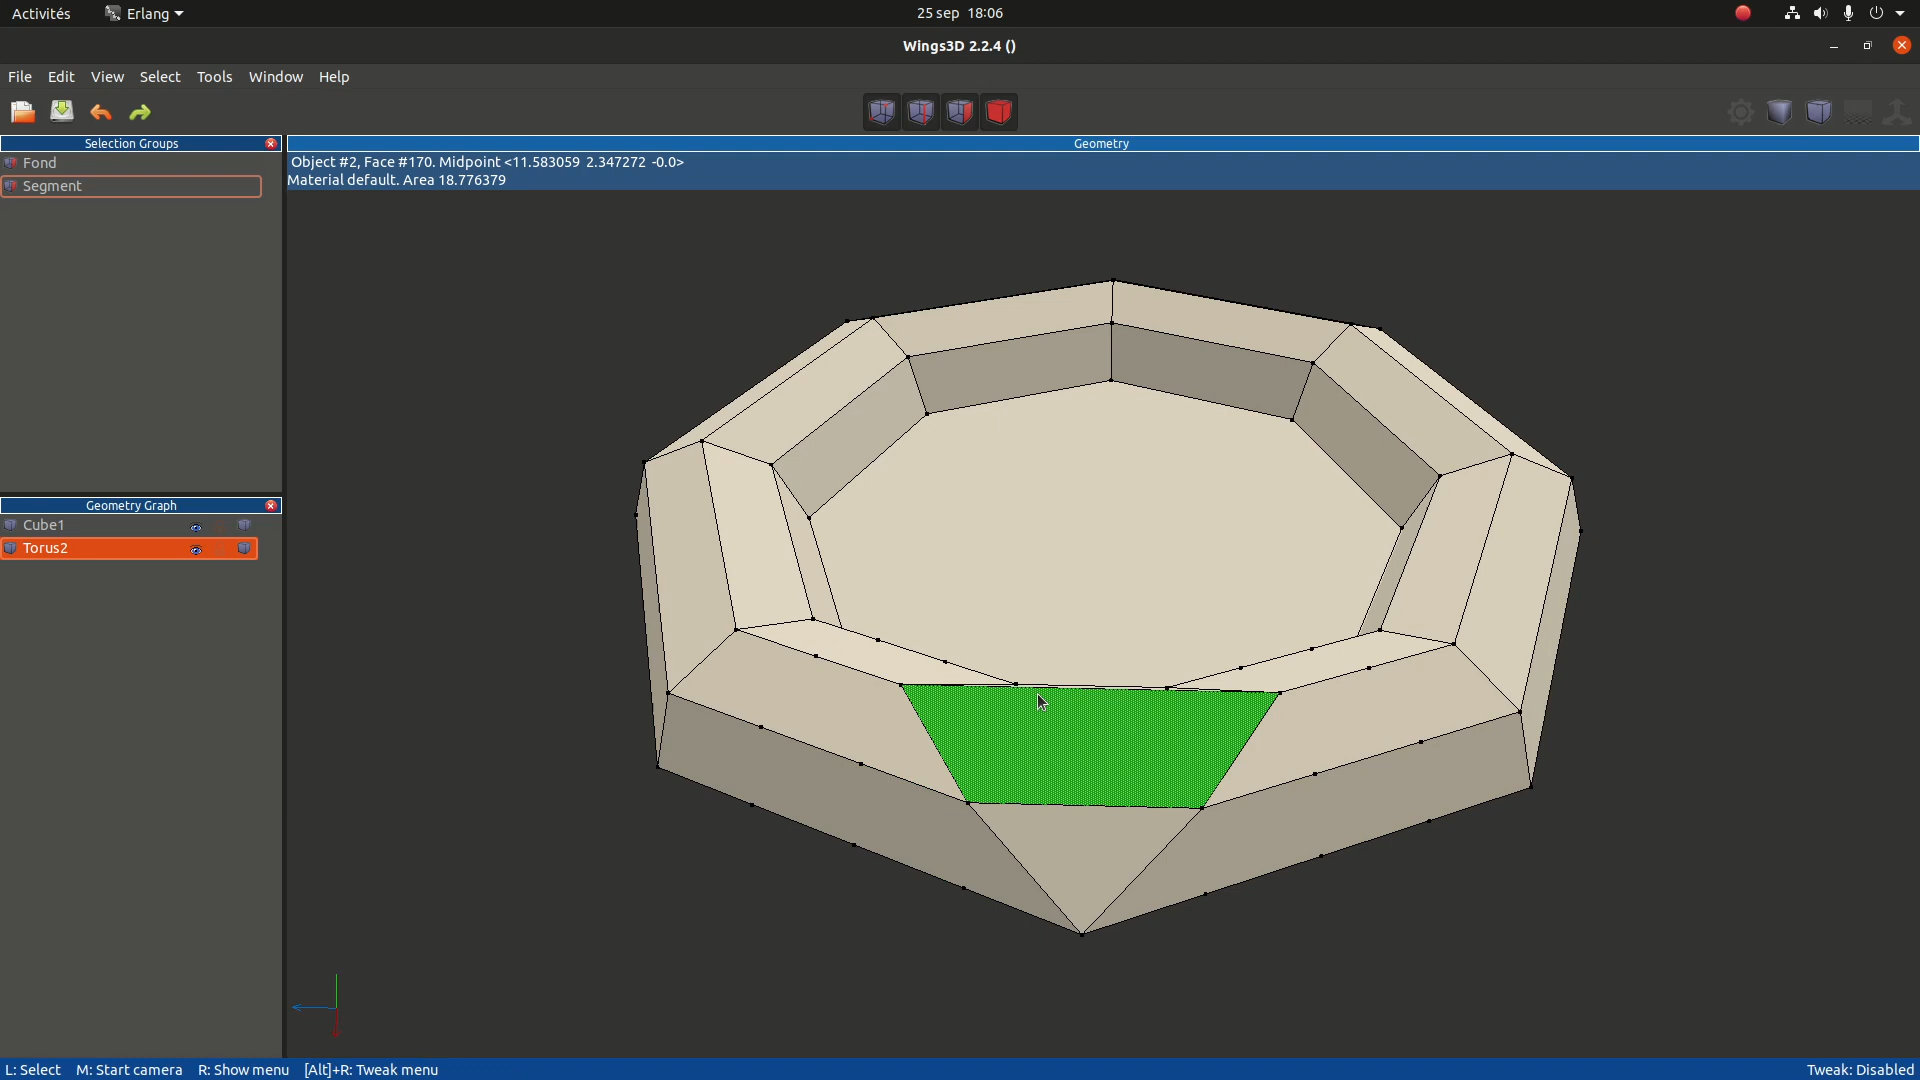 Activités Erlang 25 sep 18:06
Wings3D 2.2.4 ()
File Edit View Select Tools Window Help
Selection Groups
Fond
Segment
Geometry
Object #2, Face #170. Midpoint <11.583059 2.347272 -0.0>
Material default. Area 18.776379
Geometry Graph
Cube1
Torus2
L: Select M: Start camera R: Show menu [Alt]+R: Tweak menu Tweak: Disabled